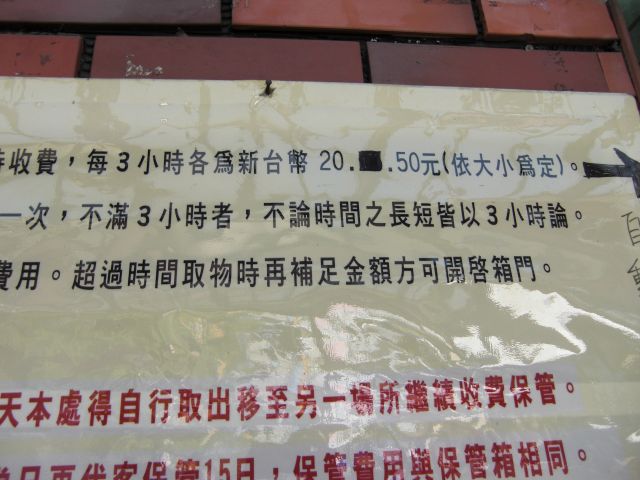 時收費，每3小時各為新台幣 20.■.50元(依大小為定)。
一次，不滿3小時者，不論時間之長短皆以3小時論。
費用。超過時間取物時再補足金額方可開啓箱門。
天本處得自行取出移至另一場所繼續收費保管。
日再代客保管15日，保管費用與保管箱相同。